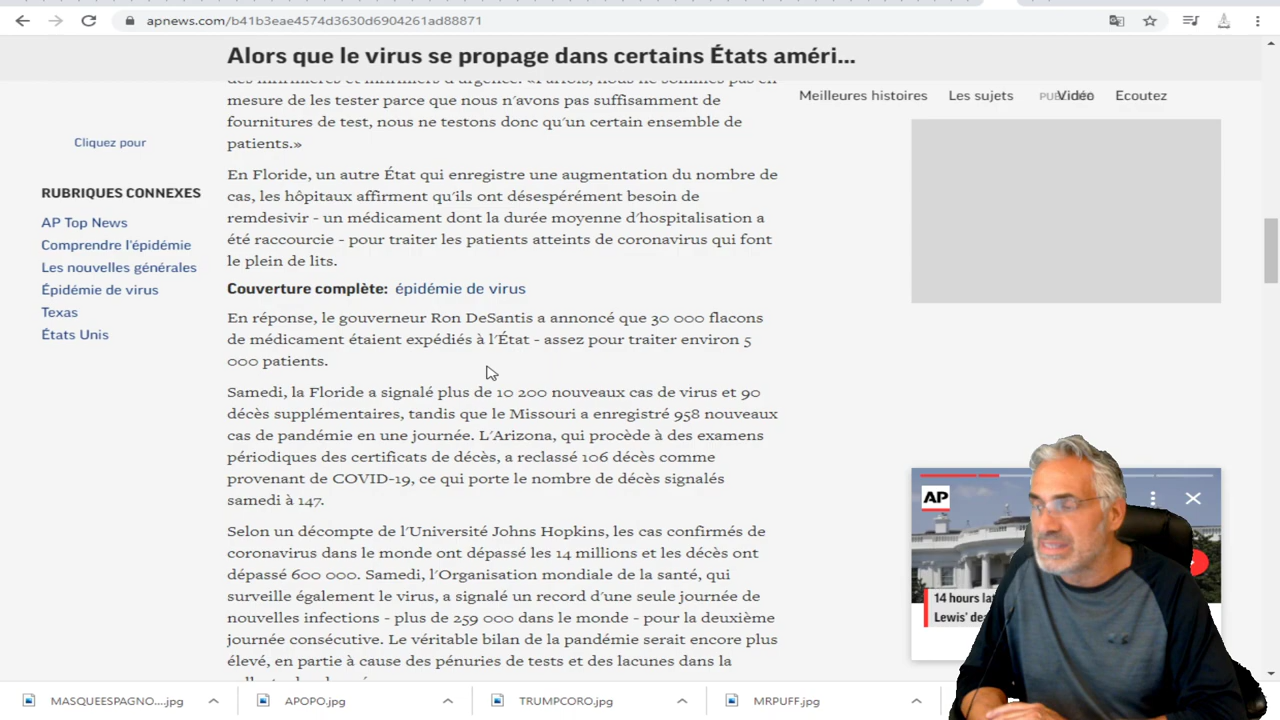 apnews.com/b41b3eae4574d3630d6904261ad88871
Alors que le virus se propage dans certains États améri...
Meilleures histoires
Les sujets
Vidéo
Ecoutez
Cliquez pour
RUBRIQUES CONNEXES
AP Top News
Comprendre l'épidémie
Les nouvelles générales
Épidémie de virus
Texas
États Unis
des infirmières et infirmiers d'urgence. «Parfois, nous ne sommes pas en
mesure de les tester parce que nous n'avons pas suffisamment de
fournitures de test, nous ne testons donc qu'un certain ensemble de
patients.»
En Floride, un autre État qui enregistre une augmentation du nombre de
cas, les hôpitaux affirment qu'ils ont désespérément besoin de
remdesivir - un médicament dont la durée moyenne d'hospitalisation a
été raccourcie - pour traiter les patients atteints de coronavirus qui font
le plein de lits.
Couverture complète: épidémie de virus
En réponse, le gouverneur Ron DeSantis a annoncé que 30 000 flacons
de médicament étaient expédiés à l'État - assez pour traiter environ 5
000 patients.
Samedi, la Floride a signalé plus de 10 200 nouveaux cas de virus et 90
décès supplémentaires, tandis que le Missouri a enregistré 958 nouveaux
cas de pandémie en une journée. L'Arizona, qui procède à des examens
périodiques des certificats de décès, a reclassé 106 décès comme
provenant de COVID-19, ce qui porte le nombre de décès signalés
samedi à 147.
Selon un décompte de l'Université Johns Hopkins, les cas confirmés de
coronavirus dans le monde ont dépassé les 14 millions et les décès ont
dépassé 600 000. Samedi, l'Organisation mondiale de la santé, qui
surveille également le virus, a signalé un record d'une seule journée de
nouvelles infections - plus de 259 000 dans le monde - pour la deuxième
journée consécutive. Le véritable bilan de la pandémie serait encore plus
élevé, en partie à cause des pénuries de tests et des lacunes dans la
AP
14 hours
Lewis' de
MASQUEESPAGNO....jpg
APOPO.jpg
TRUMPCORO.jpg
MRPUFF.jpg